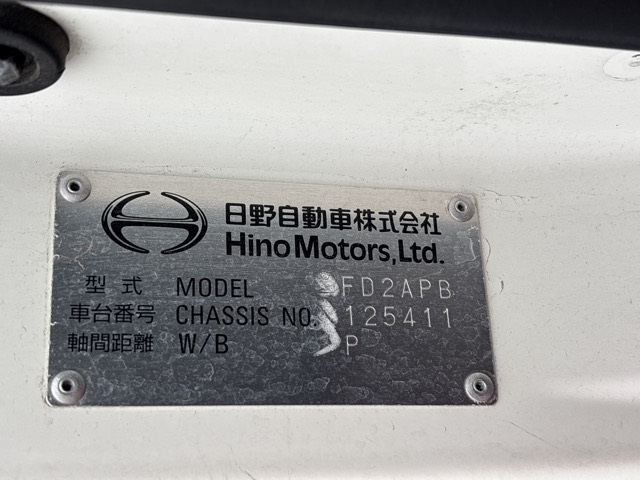 日野自動車株式会社
Hino Motors, Ltd.
型式 MODEL FD2APB
車台番号 CHASSIS NO. 125411
軸間距離 W/B P